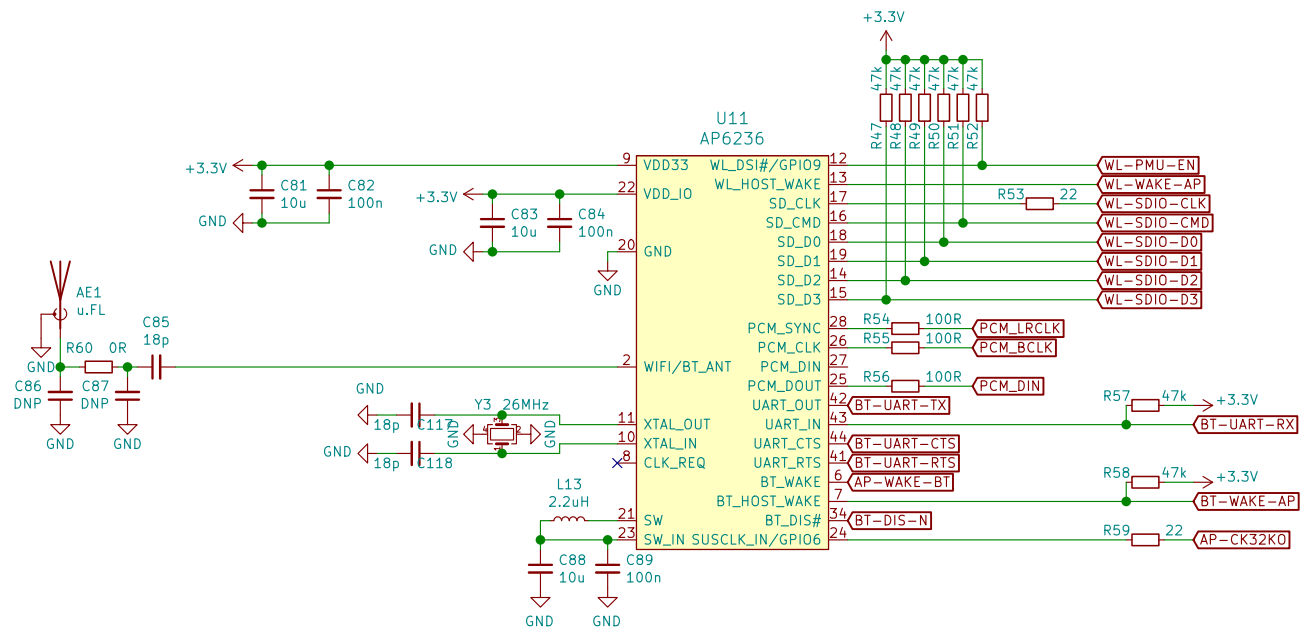 +3.3V
47k 47k 47k 47k 47k 47k
R47 R48 R49 R50 R51 R52
U11
AP6236
+3.3V
C81
10u
C82
100n
GND
9 VDD33
WL_DSI#/GPIO9 12
WL-PMU-EN
+3.3V
22 VDD_IO
WL_HOST_WAKE 13
WL-WAKE-AP
C83
10u
C84
100n
GND
SD_CLK 17
R53 22
WL-SDIO-CLK
SD_CMD 16
WL-SDIO-CMD
20 GND
GND
SD_D0 18
WL-SDIO-D0
SD_D1 19
WL-SDIO-D1
SD_D2 14
WL-SDIO-D2
SD_D3 15
WL-SDIO-D3
AE1
u.FL
GND
R60 0R
C85
18p
C86
DNP
C87
DNP
GND
GND
2 WIFI/BT_ANT
PCM_SYNC 28
R54 100R
PCM_LRCLK
PCM_CLK 26
R55 100R
PCM_BCLK
PCM_DIN 27
PCM_DOUT 25
R56 100R
PCM_DIN
UART_OUT 42
BT-UART-TX
R57 47k
+3.3V
UART_IN 43
BT-UART-RX
GND
18p C117
Y3 26MHz
3
4 2
1
GND
GND
GND
18p C118
11 XTAL_OUT
10 XTAL_IN
8 CLK_REQ
UART_CTS 44
BT-UART-CTS
UART_RTS 41
BT-UART-RTS
BT_WAKE 6
AP-WAKE-BT
R58 47k
+3.3V
BT_HOST_WAKE 7
BT-WAKE-AP
L13
2.2uH
21 SW
BT_DIS# 34
BT-DIS-N
23 SW_IN
SUSCLK_IN/GPIO6 24
R59 22
AP-CK32KO
C88
10u
C89
100n
GND
GND